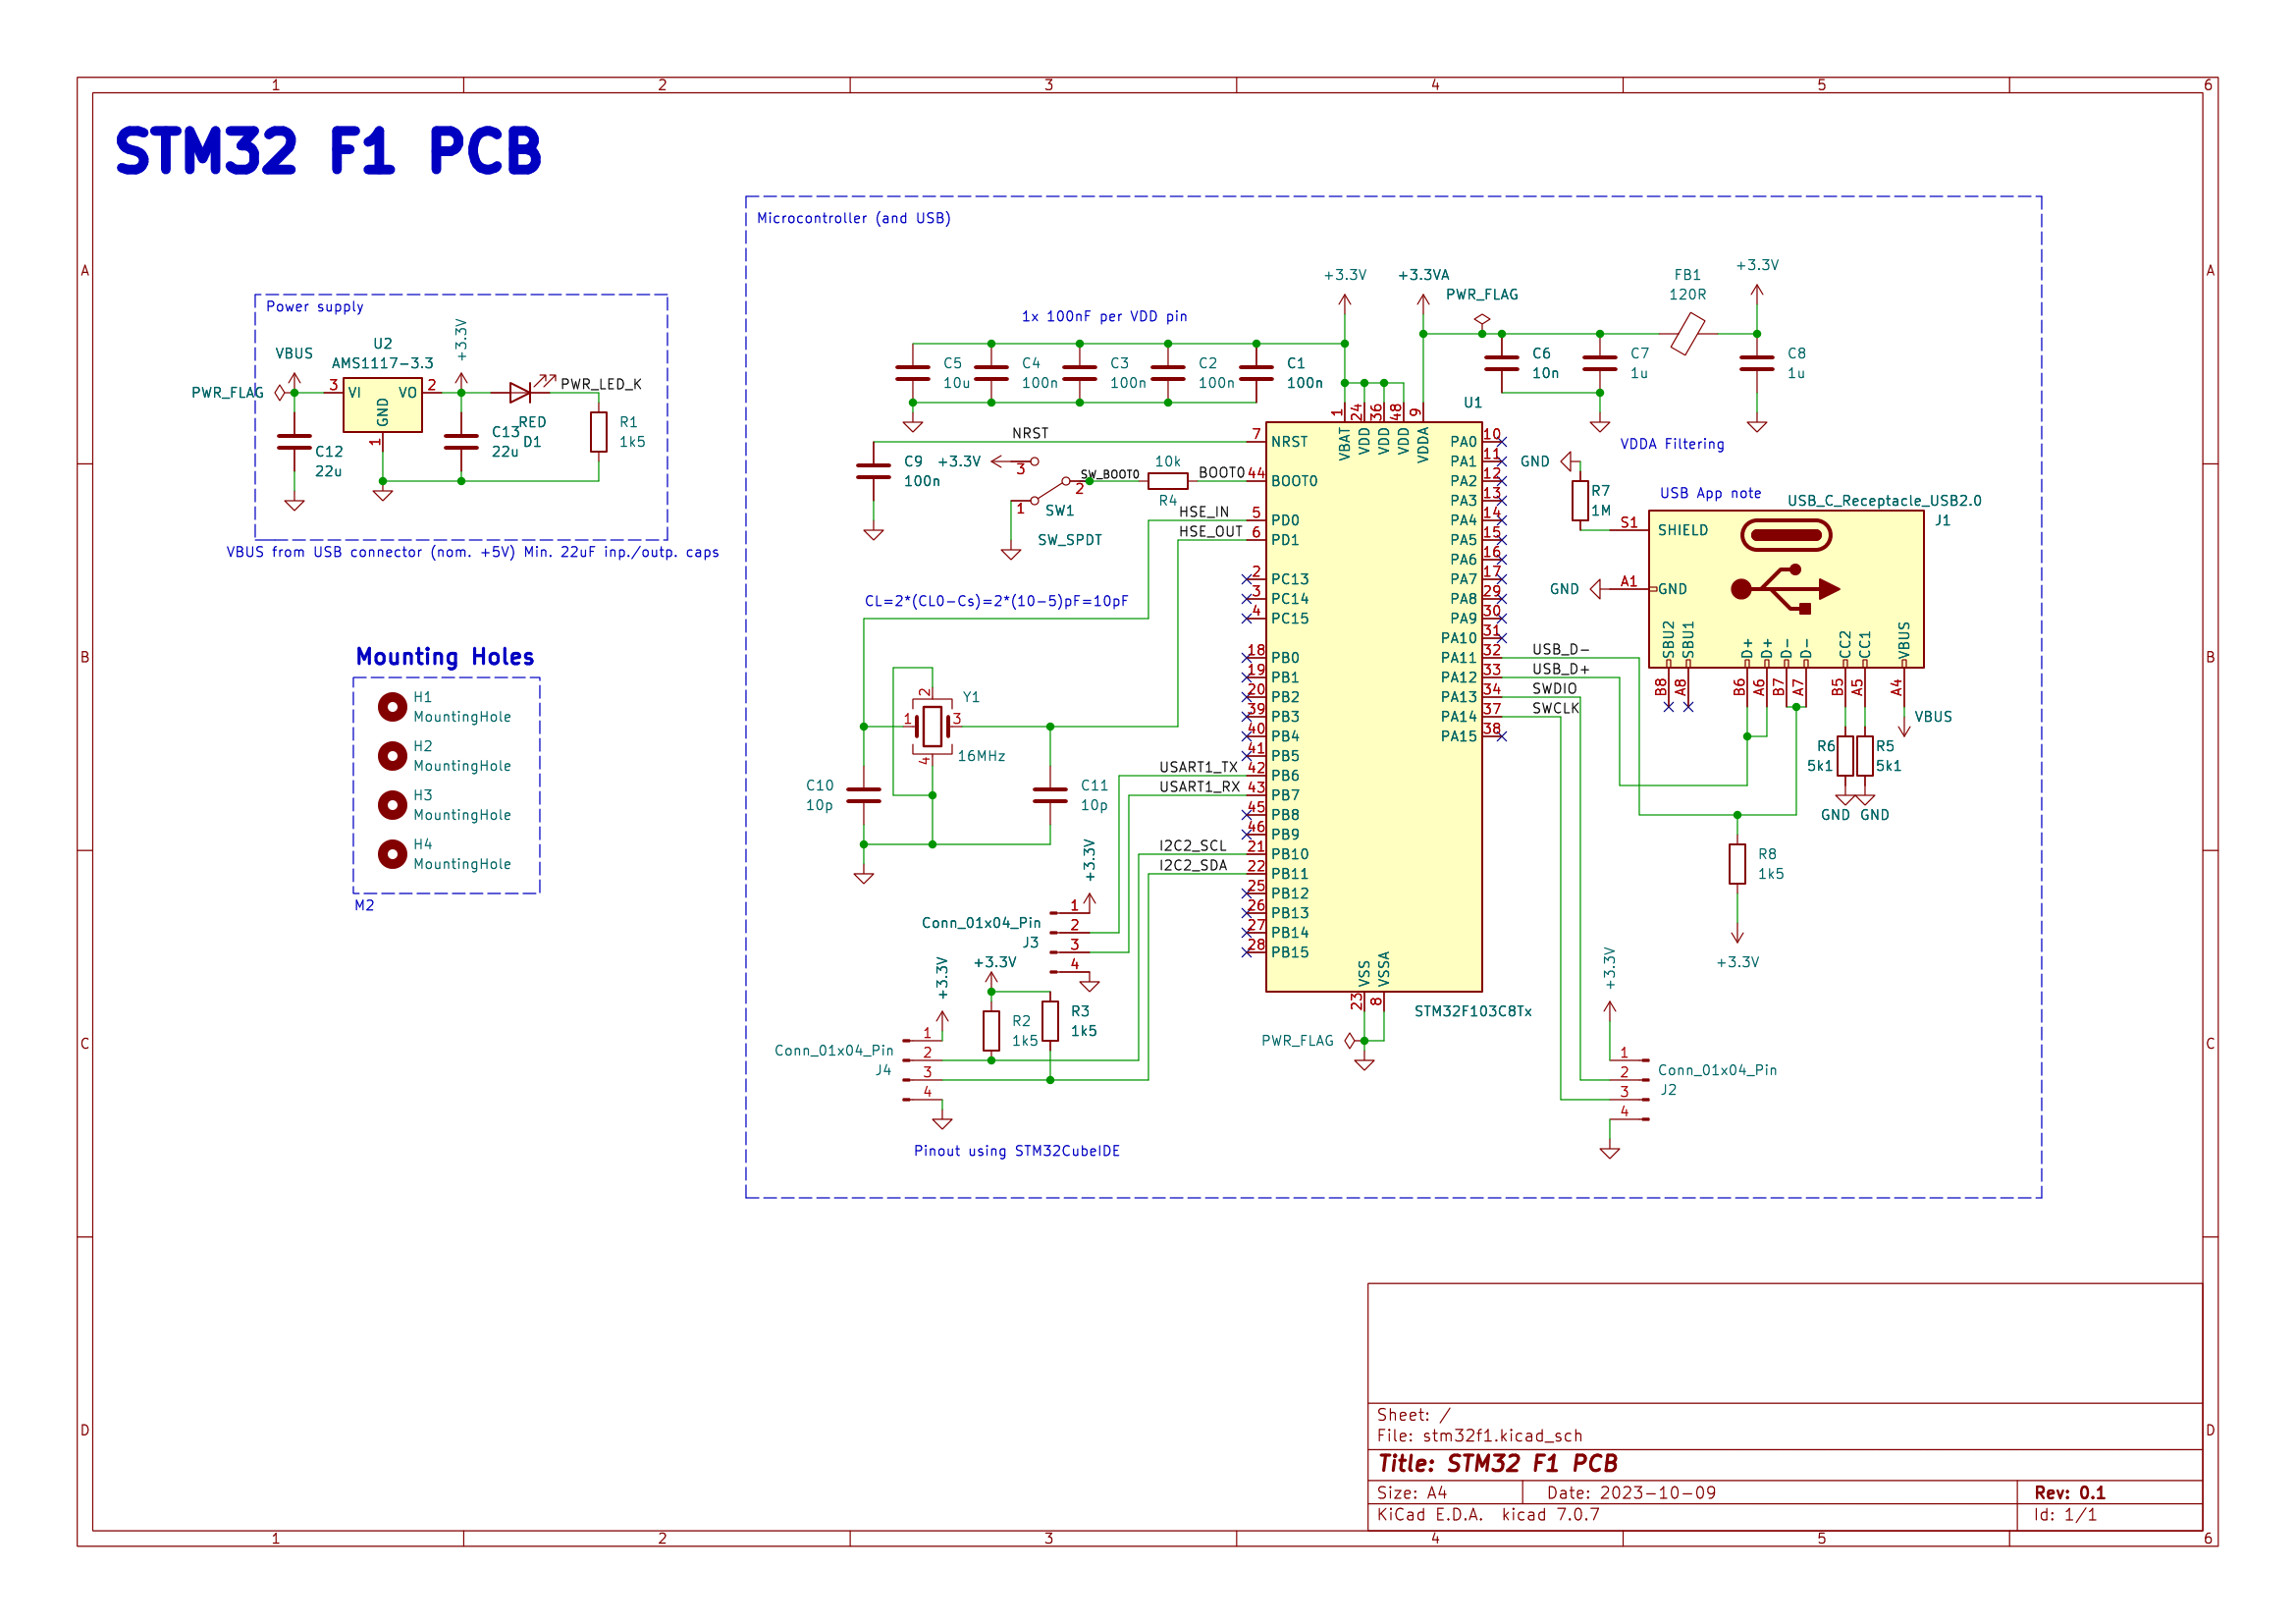 1 2 3 4 5 6
STM32 F1 PCB
Microcontroller (and USB)
A A
Power supply
VBUS
PWR_FLAG
U2
AMS1117-3.3
3 VI VO 2
GND
1
+3.3V
PWR_LED_K
RED
D1
R1
1k5
C12
22u
C13
22u
VBUS from USB connector (nom. +5V) Min. 22uF inp./outp. caps
1x 100nF per VDD pin
+3.3V
+3.3VA
PWR_FLAG
FB1
120R
+3.3V
C5
10u
C4
100n
C3
100n
C2
100n
C1
100n
C6
10n
C7
1u
C8
1u
VDDA Filtering
NRST
C9
100n
+3.3V
3
1
2
SW1
SW_SPDT
SW_BOOT0
10k
R4
BOOT0
HSE_IN
HSE_OUT
CL=2*(CL0-Cs)=2*(10-5)pF=10pF
U1
1 VBAT
24 VDD
36 VDD
48 VDD
9 VDDA
7 NRST
44 BOOT0
5 PD0
6 PD1
2 PC13
3 PC14
4 PC15
18 PB0
19 PB1
20 PB2
39 PB3
40 PB4
41 PB5
42 PB6
43 PB7
45 PB8
46 PB9
21 PB10
22 PB11
25 PB12
26 PB13
27 PB14
28 PB15
PA0 10
PA1 11
PA2 12
PA3 13
PA4 14
PA5 15
PA6 16
PA7 17
PA8 29
PA9 30
PA10 31
PA11 32
PA12 33
PA13 34
PA14 37
PA15 38
VSS 23
VSSA 8
STM32F103C8Tx
PWR_FLAG
USB_D-
USB_D+
SWDIO
SWCLK
GND
R7
1M
USB App note
USB_C_Receptacle_USB2.0
J1
S1 SHIELD
GND A1 GND
SBU2 SBU1 D+ D+ D- D- CC2 CC1 VBUS
B8 A8 B6 A6 B7 A7 B5 A5 A4
VBUS
R6
5k1
R5
5k1
GND GND
R8
1k5
+3.3V
B B
Mounting Holes
H1
MountingHole
H2
MountingHole
H3
MountingHole
H4
MountingHole
M2
Y1
1 2 3 4
16MHz
C10
10p
C11
10p
USART1_TX
USART1_RX
I2C2_SCL
I2C2_SDA
+3.3V
Conn_01x04_Pin
J3
1
2
3
4
+3.3V
+3.3V
R2
1k5
R3
1k5
Conn_01x04_Pin
J4
1
2
3
4
Pinout using STM32CubeIDE
+3.3V
1
2
3
4
Conn_01x04_Pin
J2
C C
D D
Sheet: /
File: stm32f1.kicad_sch
Title: STM32 F1 PCB
Size: A4 Date: 2023-10-09 Rev: 0.1
KiCad E.D.A. kicad 7.0.7 Id: 1/1
1 2 3 4 5 6